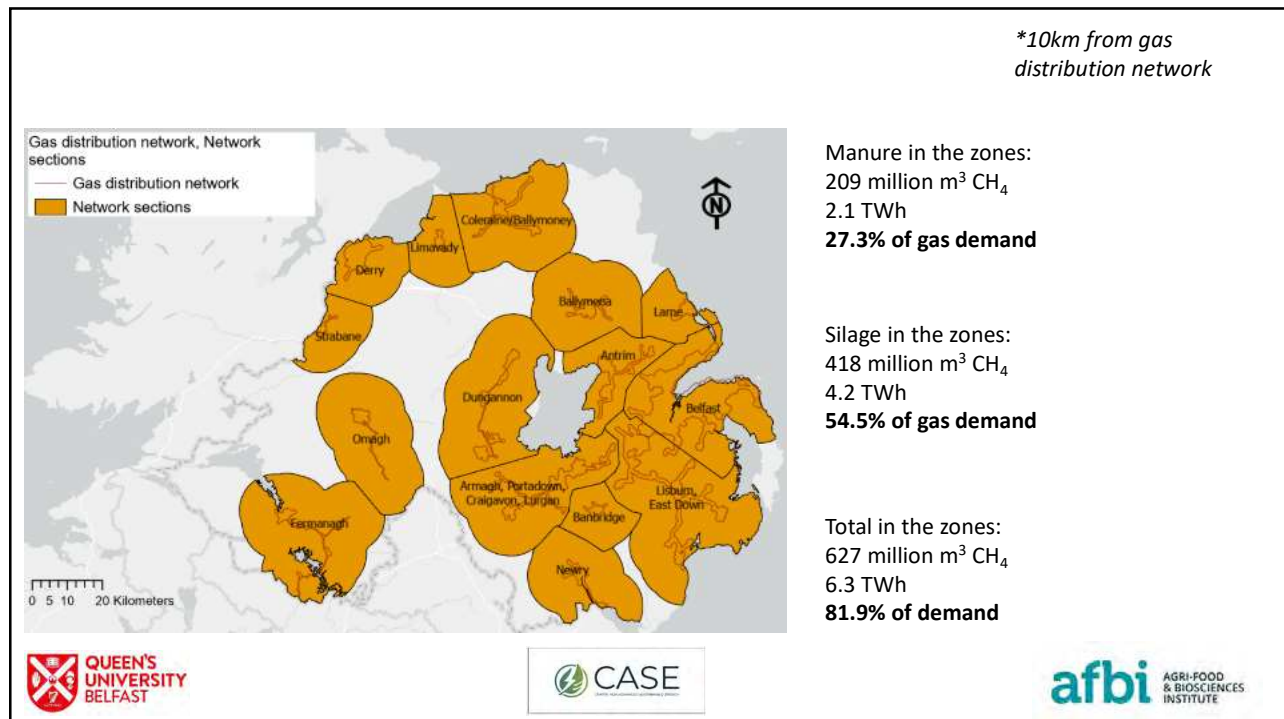 *10km from gas
distribution network
Gas distribution network, Network
sections
Gas distribution network
Network sections
N
Coleraine/Ballymoney
Limavady
Derry
Strabane
Ballymena
Larne
Antrim
Dungannon
Belfast
Omagh
Armagh, Portadown,
Craigavon, Lurgan
Lisburn,
East Down
Banbridge
Fermanagh
Newry
0 5 10 20 Kilometers
Manure in the zones:
209 million m³ CH₄
2.1 TWh
27.3% of gas demand
Silage in the zones:
418 million m³ CH₄
4.2 TWh
54.5% of gas demand
Total in the zones:
627 million m³ CH₄
6.3 TWh
81.9% of demand
QUEEN'S
UNIVERSITY
BELFAST
CASE
afbi
AGRI-FOOD
& BIOSCIENCES
INSTITUTE